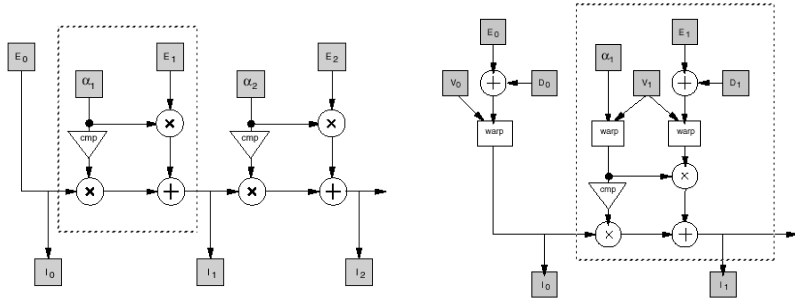 E₀ E₁ E₂
α₁ α₂
cmp cmp
I₀ I₁ I₂
E₀ E₁
α₁
V₀ D₀ V₁ D₁
warp warp warp
cmp
I₀ I₁